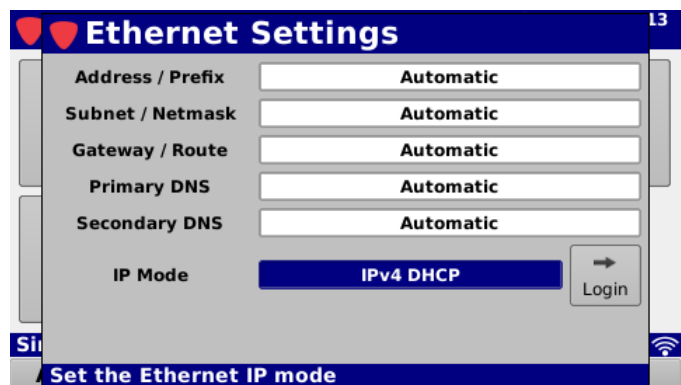 Ethernet Settings
13
Address / Prefix Automatic
Subnet / Netmask Automatic
Gateway / Route Automatic
Primary DNS Automatic
Secondary DNS Automatic
IP Mode IPv4 DHCP
Login
Set the Ethernet IP mode